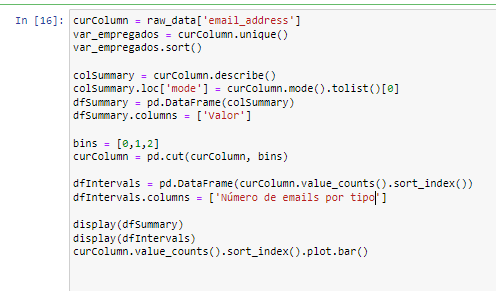 In [16]: curColumn = raw_data['email_address']
var_empregados = curColumn.unique()
var_empregados.sort()
colSummary = curColumn.describe()
colSummary.loc['mode'] = curColumn.mode().tolist()[0]
dfSummary = pd.DataFrame(colSummary)
dfSummary.columns = ['Valor']
bins = [0,1,2]
curColumn = pd.cut(curColumn, bins)
dfIntervals = pd.DataFrame(curColumn.value_counts().sort_index())
dfIntervals.columns = ['Número de emails por tipo']
display(dfSummary)
display(dfIntervals)
curColumn.value_counts().sort_index().plot.bar()